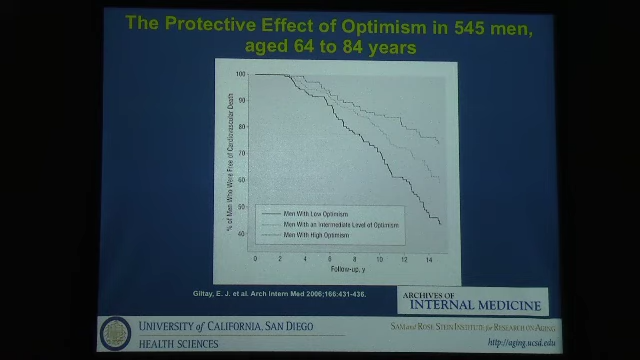 The Protective Effect of Optimism in 545 men,
aged 64 to 84 years
% of Men Who Were Free of Cardiovascular Death
100
90
80
70
60
50
40
Men With Low Optimism
Men With an Intermediate Level of Optimism
Men With High Optimism
0 2 4 6 8 10 12 14
Follow-up, y
Giltay, E. J. et al. Arch Intern Med 2006;166:431-436.
ARCHIVES OF
INTERNAL MEDICINE
UNIVERSITY of CALIFORNIA, SAN DIEGO
HEALTH SCIENCES
SAM and ROSE STEIN INSTITUTE for RESEARCH ON AGING
http://aging.ucsd.edu